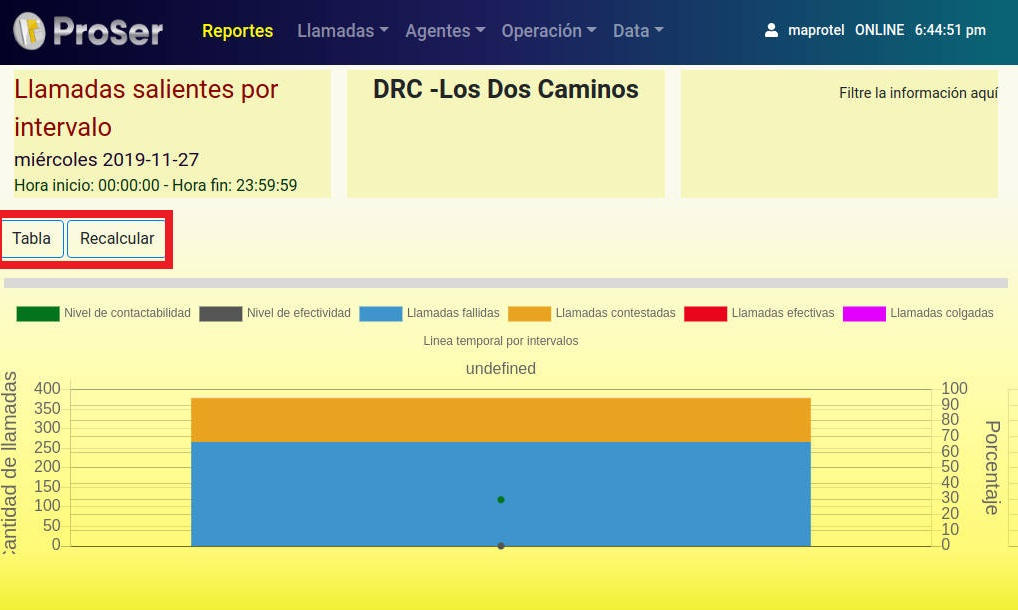 ProSer Reportes Llamadas Agentes Operación Data maprotel ONLINE 6:44:51 pm
Llamadas salientes por
intervalo
miércoles 2019-11-27
Hora inicio: 00:00:00 - Hora fin: 23:59:59
DRC -Los Dos Caminos
Filtre la información aquí
Tabla Recalcular
Nivel de contactabilidad Nivel de efectividad Llamadas fallidas Llamadas contestadas Llamadas efectivas Llamadas colgadas
Linea temporal por intervalos
undefined
Cantidad de llamadas
400
350
300
250
200
150
100
50
0
100
90
80
70
60
50
40
30
20
10
0
Porcentaje